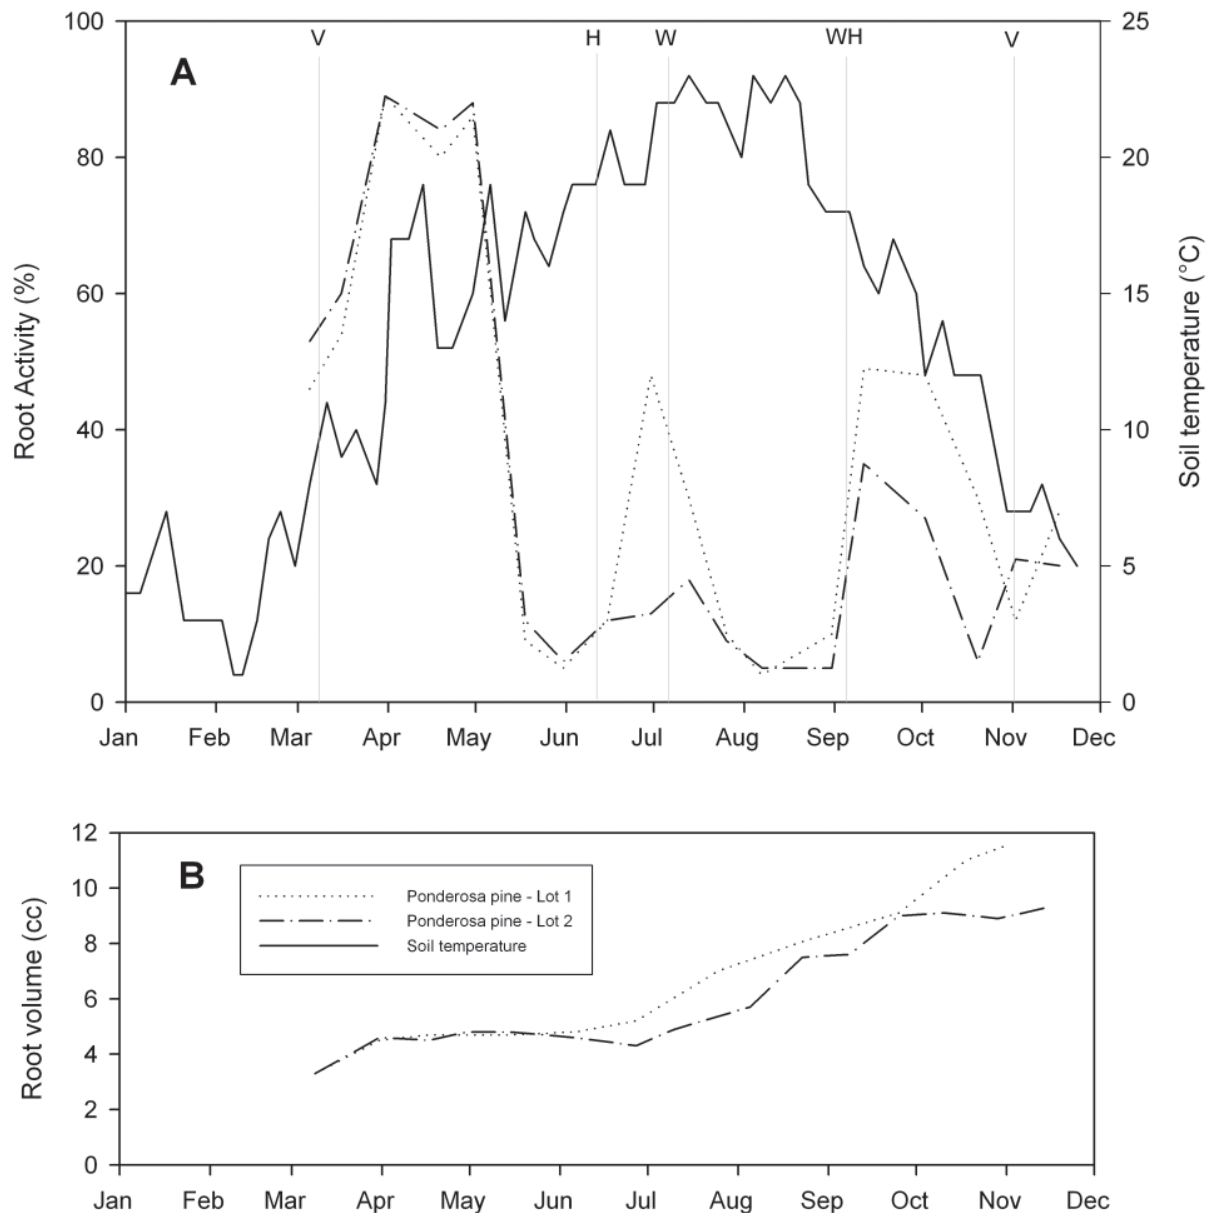 100
80
60
40
20
0
Root Activity (%)
A
V
H
W
WH
V
25
20
15
10
5
0
Soil temperature (°C)
Jan Feb Mar Apr May Jun Jul Aug Sep Oct Nov Dec
12
10
8
6
4
2
0
Root volume (cc)
B
Ponderosa pine - Lot 1
Ponderosa pine - Lot 2
Soil temperature
Jan Feb Mar Apr May Jun Jul Aug Sep Oct Nov Dec